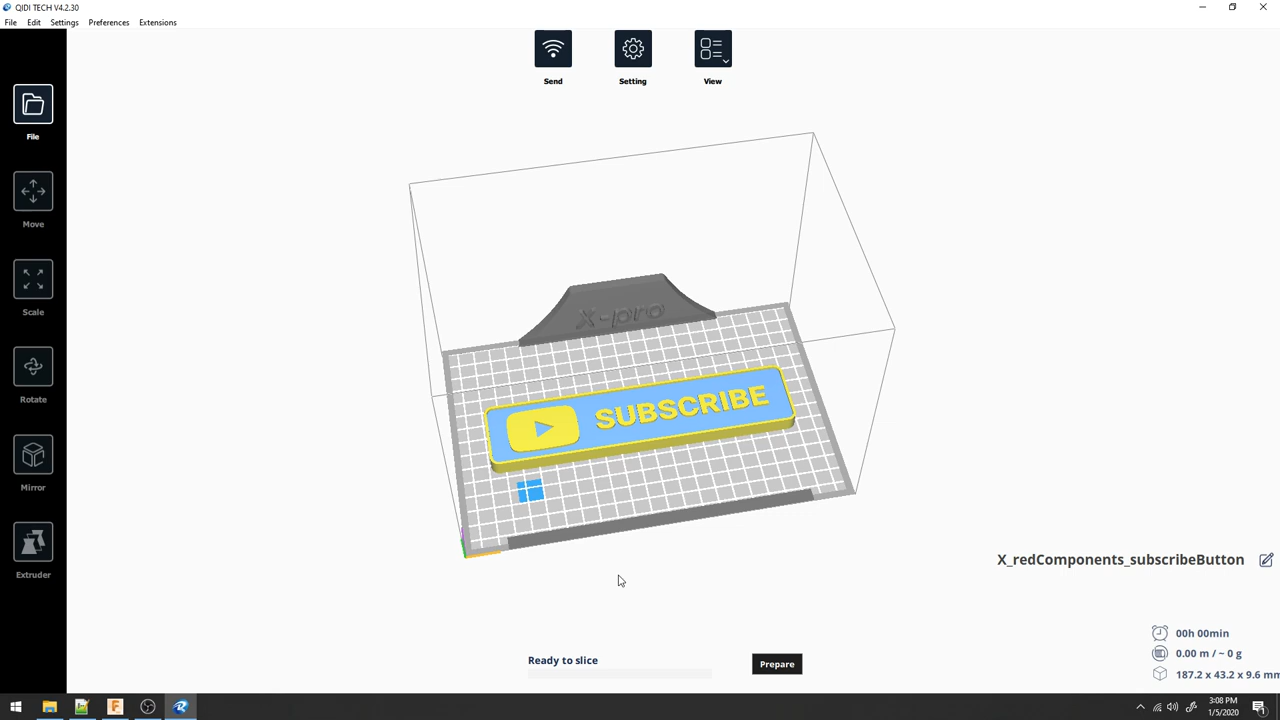 QIDI TECH V4.2.30
File Edit Settings Preferences Extensions
Send Setting View
File
Move
Scale
Rotate
Mirror
Extruder
X-pro
SUBSCRIBE
X_redComponents_subscribeButton
00h 00min
0.00 m / ~ 0 g
187.2 x 43.2 x 9.6 mm
Ready to slice
Prepare
3:08 PM
1/5/2020
1